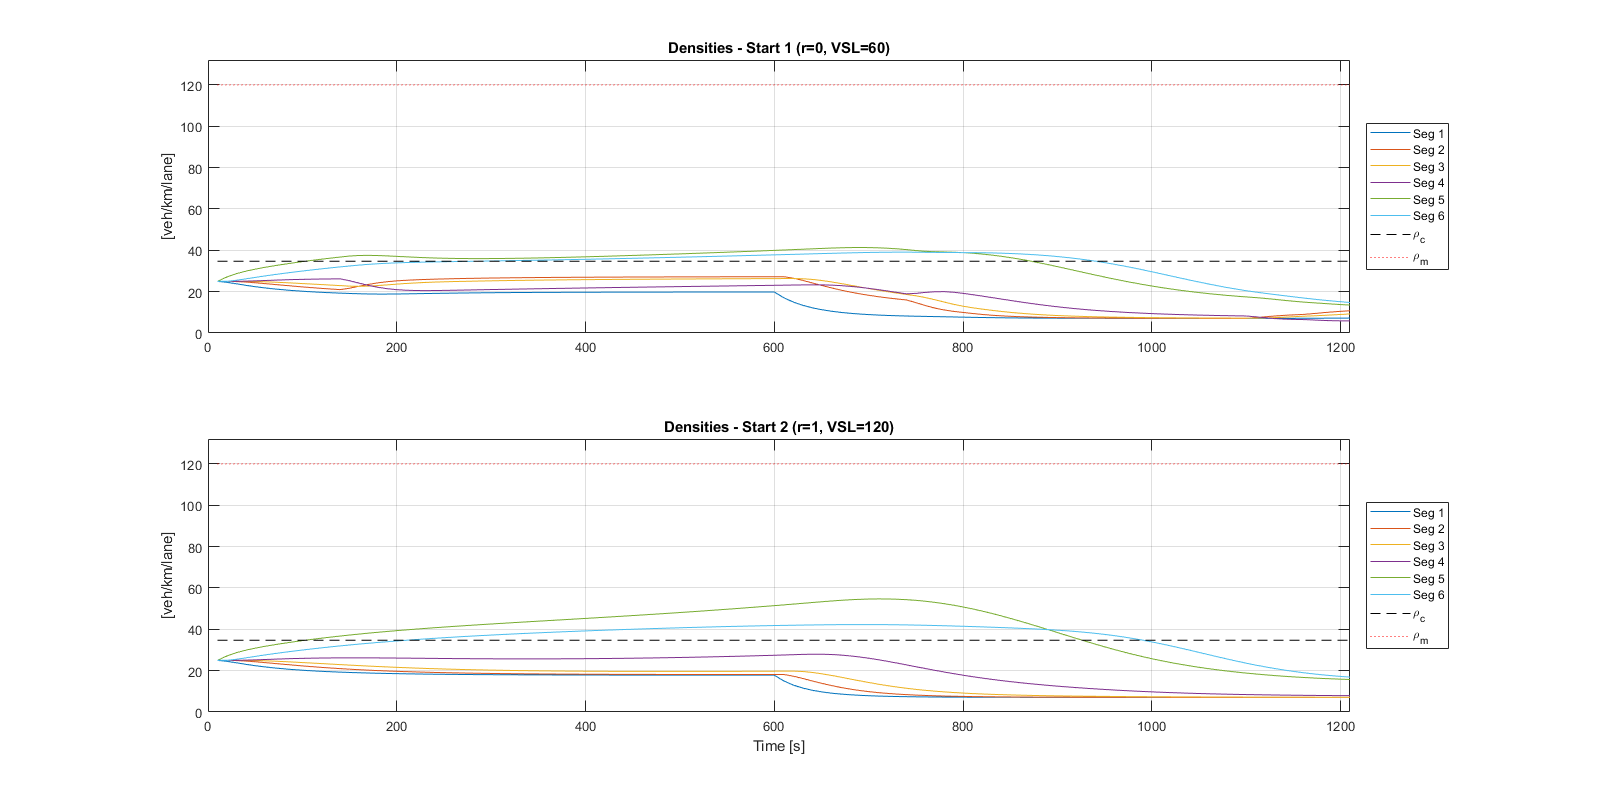 Densities - Start 1 (r=0, VSL=60)
120
100
80
60
40
20
0
[veh/km/lane]
0 200 400 600 800 1000 1200
Seg 1
Seg 2
Seg 3
Seg 4
Seg 5
Seg 6
ρc
ρm
Densities - Start 2 (r=1, VSL=120)
120
100
80
60
40
20
0
[veh/km/lane]
0 200 400 600 800 1000 1200
Time [s]
Seg 1
Seg 2
Seg 3
Seg 4
Seg 5
Seg 6
ρc
ρm